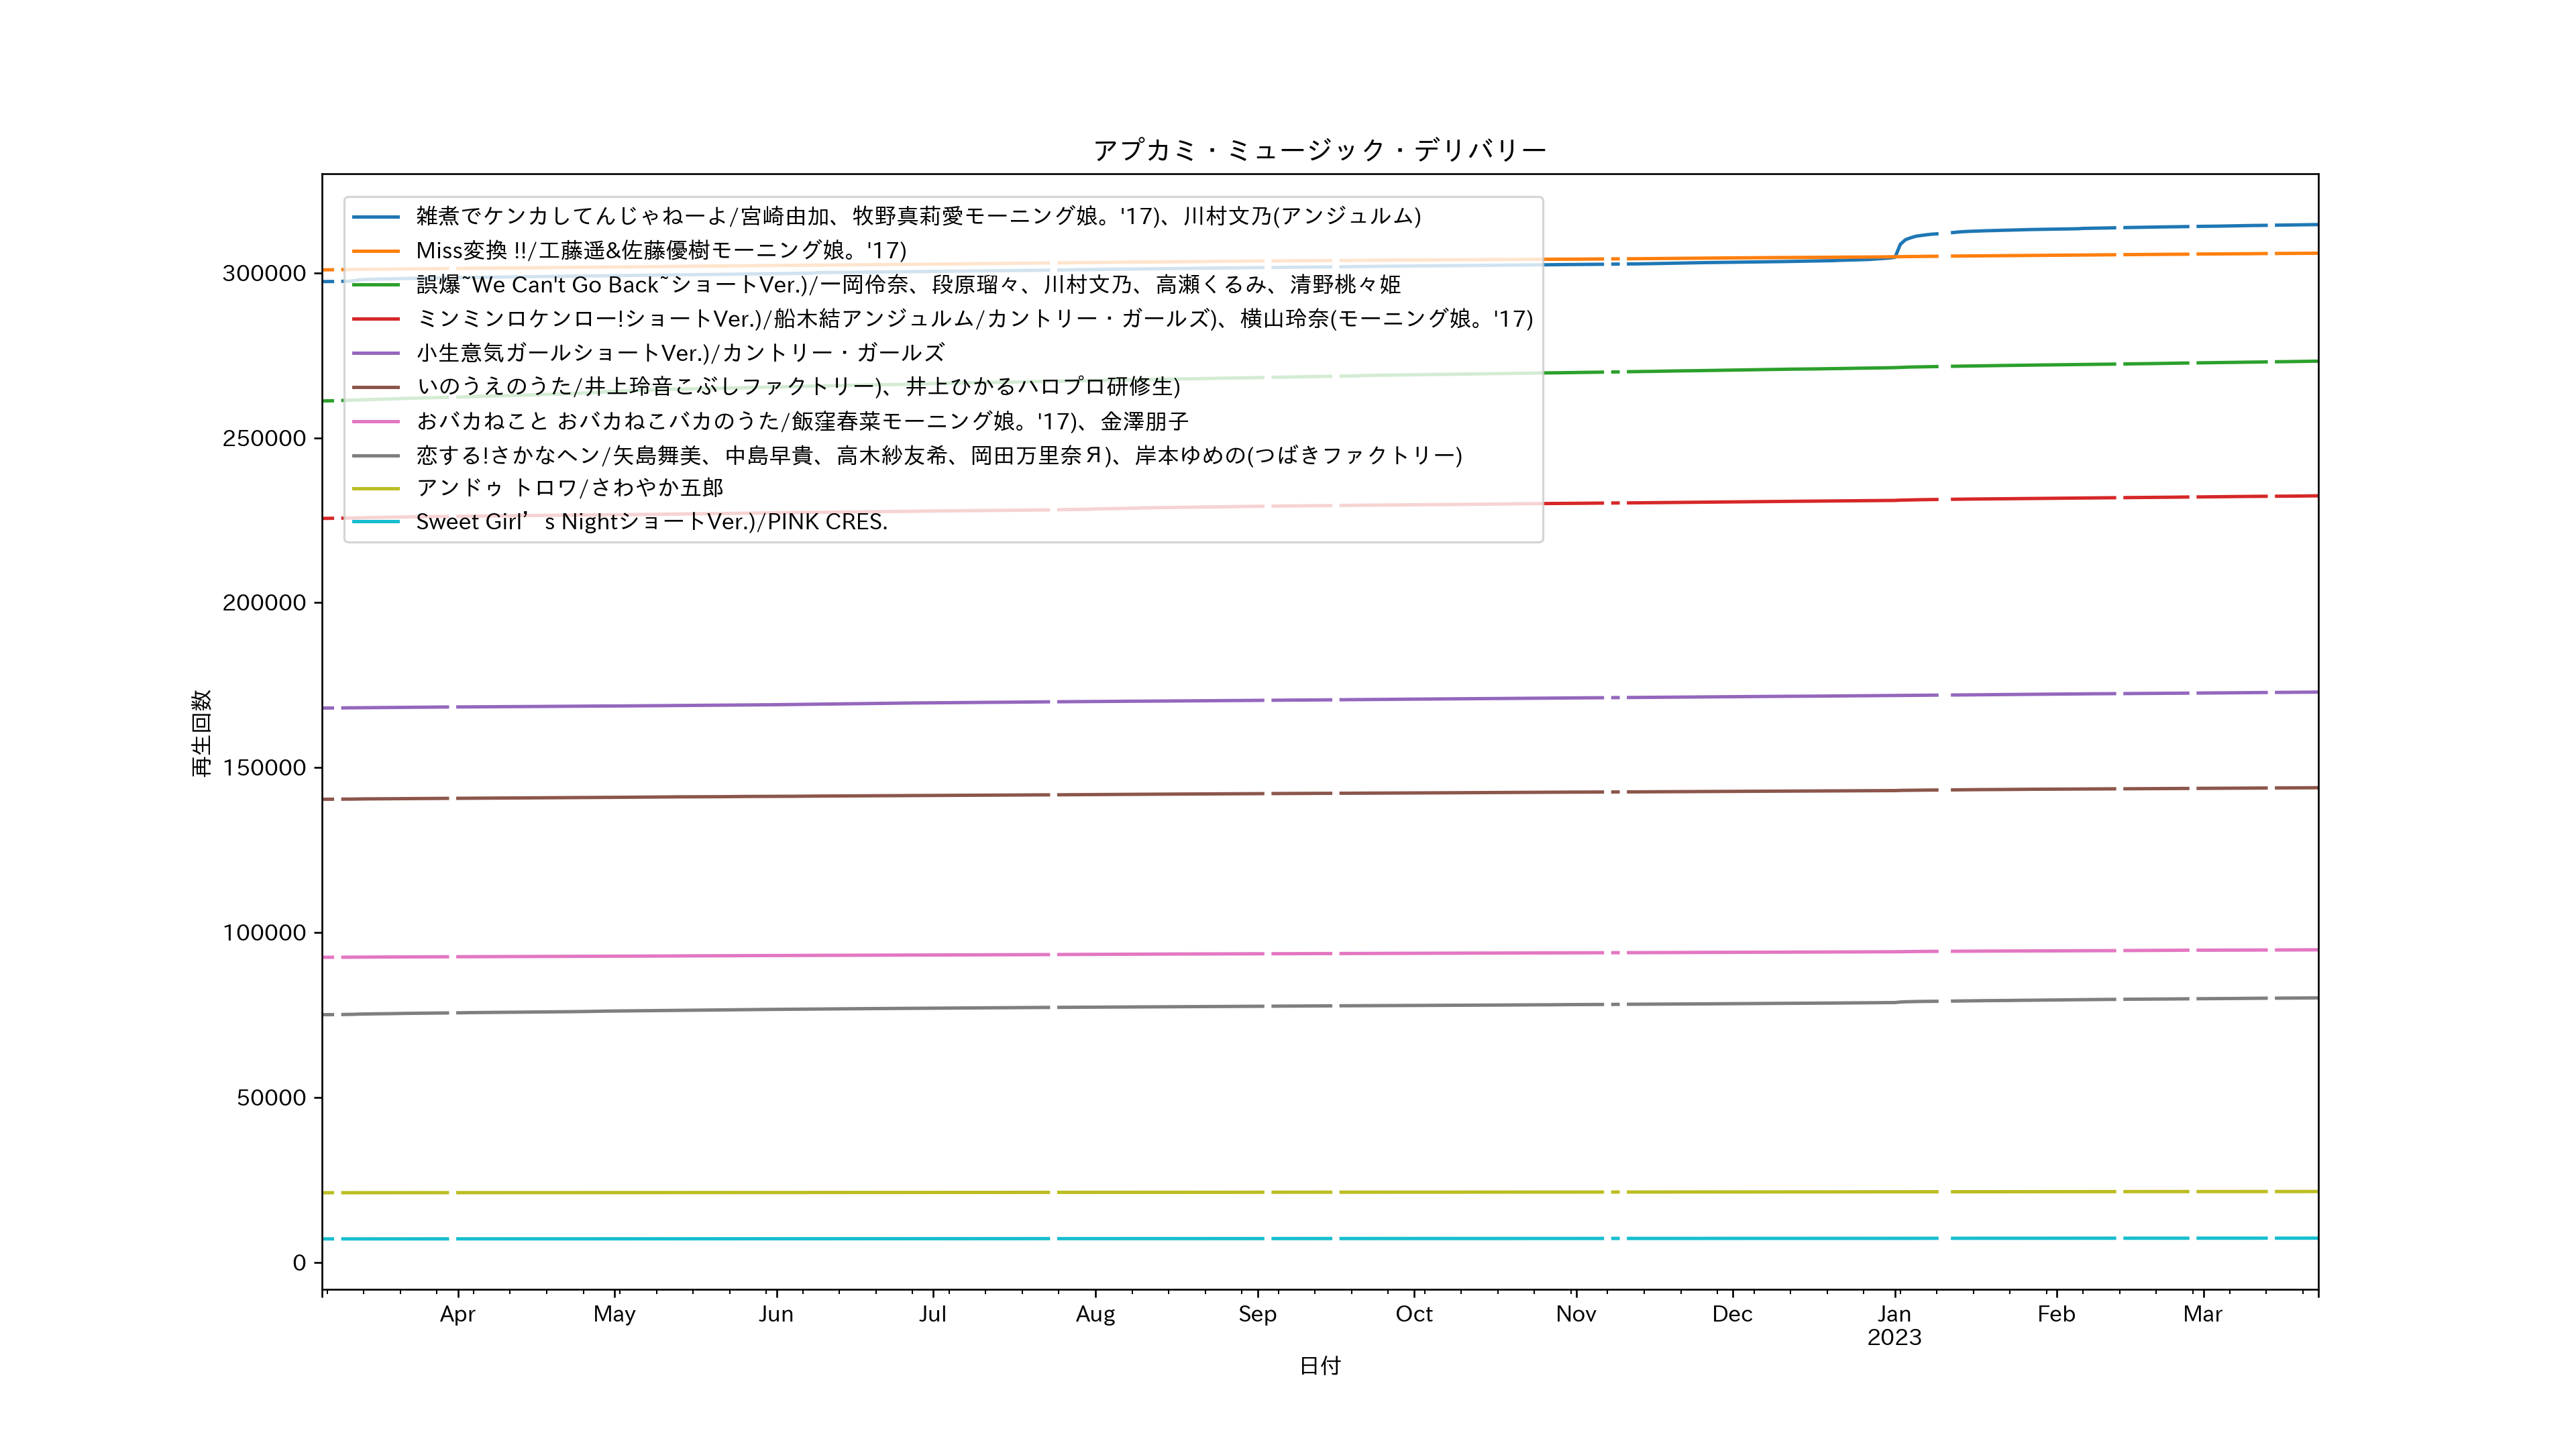 アプカミ・ミュージック・デリバリー
雑煮でケンカしてんじゃねーよ/宮崎由加、牧野真莉愛モーニング娘。'17)、川村文乃(アンジュルム)
Miss変換 !!/工藤遥&佐藤優樹モーニング娘。'17)
誤爆~We Can't Go Back~ショートVer.)/一岡伶奈、段原瑠々、川村文乃、高瀬くるみ、清野桃々姫
ミンミンロケンロー!ショートVer.)/船木結アンジュルム/カントリー・ガールズ)、横山玲奈(モーニング娘。'17)
小生意気ガールショートVer.)/カントリー・ガールズ
いのうえのうた/井上玲音こぶしファクトリー)、井上ひかるハロプロ研修生)
おバカねこと おバカねこバカのうた/飯窪春菜モーニング娘。'17)、金澤朋子
恋する!さかなヘン/矢島舞美、中島早貴、高木紗友希、岡田万里奈Я)、岸本ゆめの(つばきファクトリー)
アンドゥ トロワ/さわやか五郎
Sweet Girl’s NightショートVer.)/PINK CRES.
300000
250000
200000
150000
100000
50000
0
再生回数
Apr May Jun Jul Aug Sep Oct Nov Dec Jan Feb Mar
2023
日付